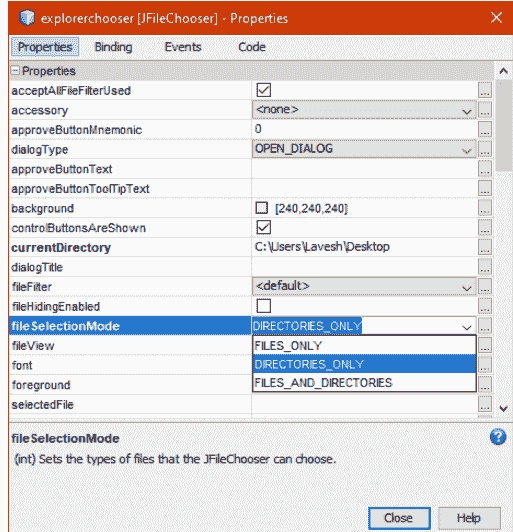 explorerchooser [JFileChooser] - Properties
Properties Binding Events Code
Properties
acceptAllFileFilterUsed ...
accessory <none> ...
approveButtonMnemonic 0 ...
dialogType OPEN_DIALOG ...
approveButtonText ...
approveButtonToolTipText ...
background [240,240,240] ...
controlButtonsAreShown ...
currentDirectory C:\Users\Lavesh\Desktop ...
dialogTitle ...
fileFilter <default> ...
fileHidingEnabled ...
fileSelectionMode DIRECTORIES_ONLY ...
fileView FILES_ONLY ...
font DIRECTORIES_ONLY ...
foreground FILES_AND_DIRECTORIES ...
selectedFile ...
fileSelectionMode
(int) Sets the types of files that the JFileChooser can choose.
Close Help